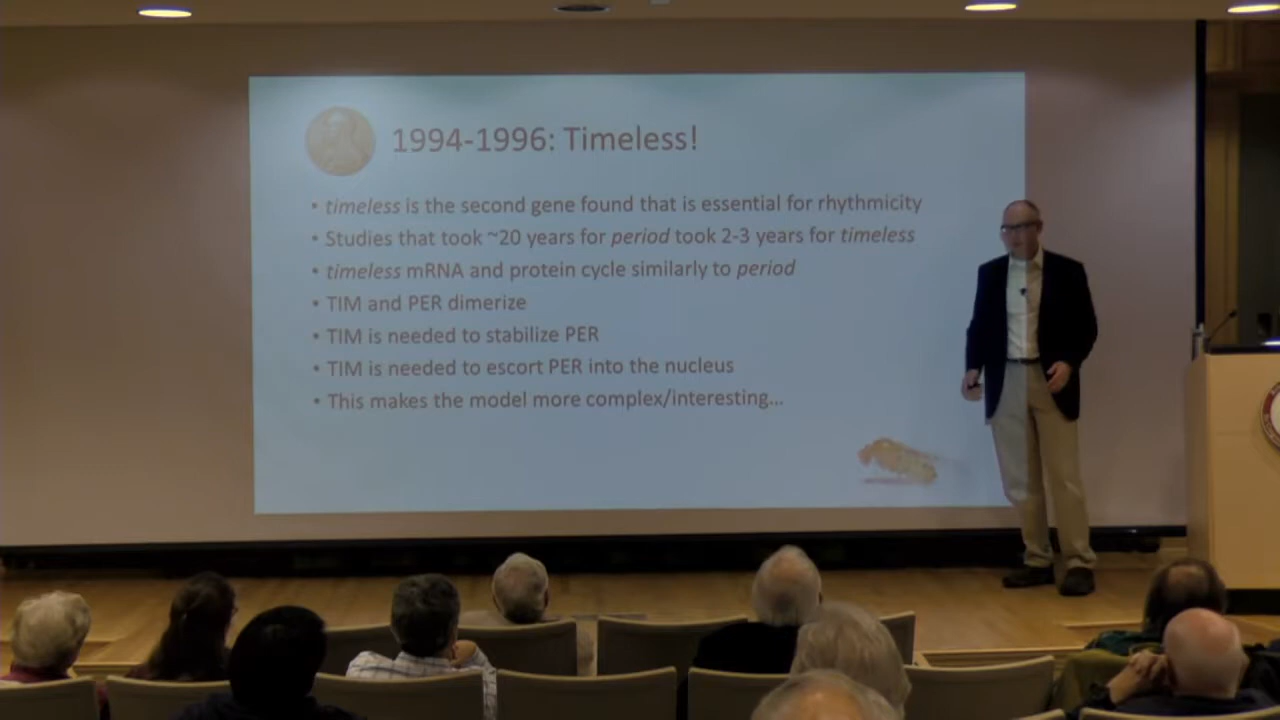 1994-1996: Timeless!
• timeless is the second gene found that is essential for rhythmicity
• Studies that took ~20 years for period took 2-3 years for timeless
• timeless mRNA and protein cycle similarly to period
• TIM and PER dimerize
• TIM is needed to stabilize PER
• TIM is needed to escort PER into the nucleus
• This makes the model more complex/interesting…